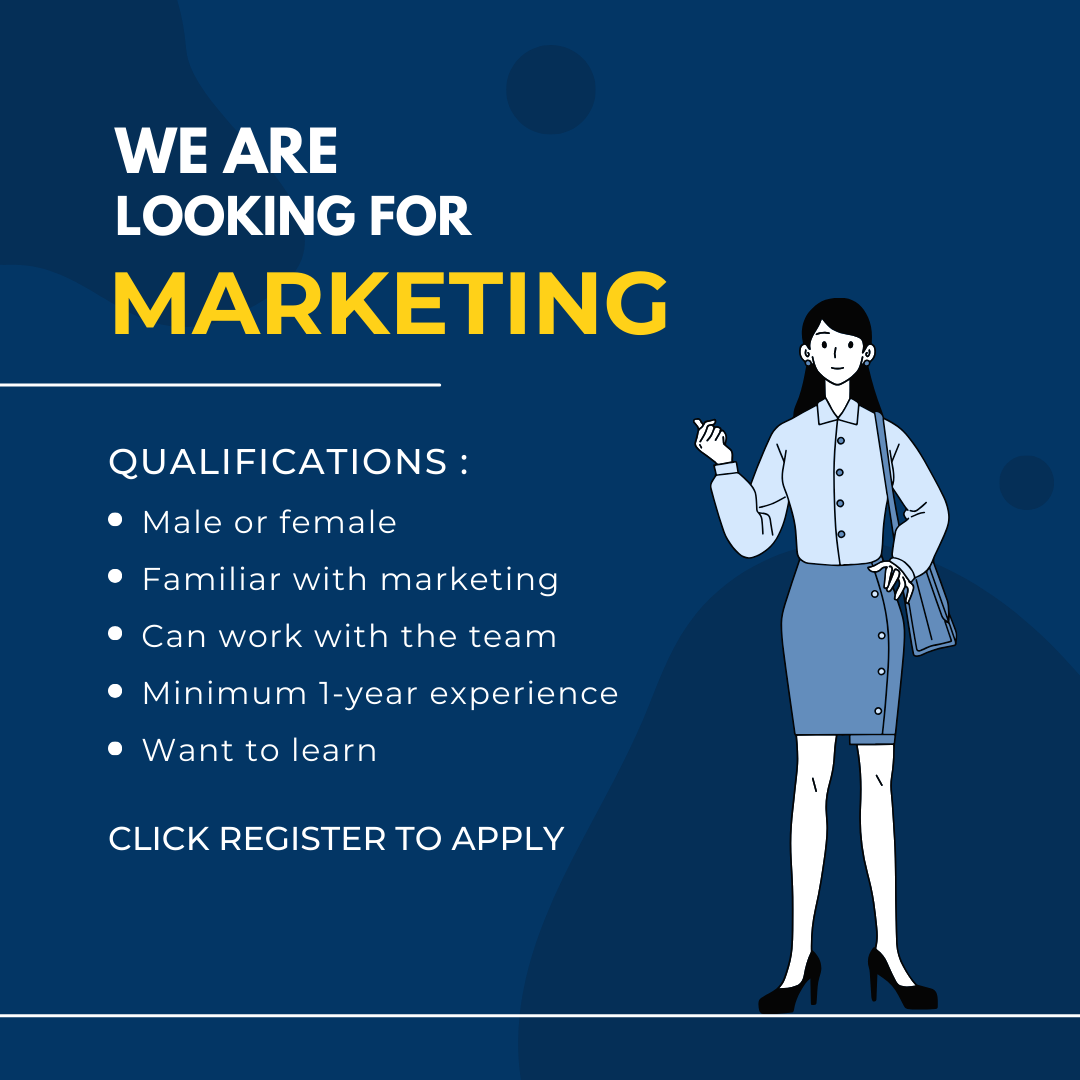 WE ARE
LOOKING FOR
MARKETING
QUALIFICATIONS :
Male or female
Familiar with marketing
Can work with the team
Minimum 1-year experience
Want to learn
CLICK REGISTER TO APPLY